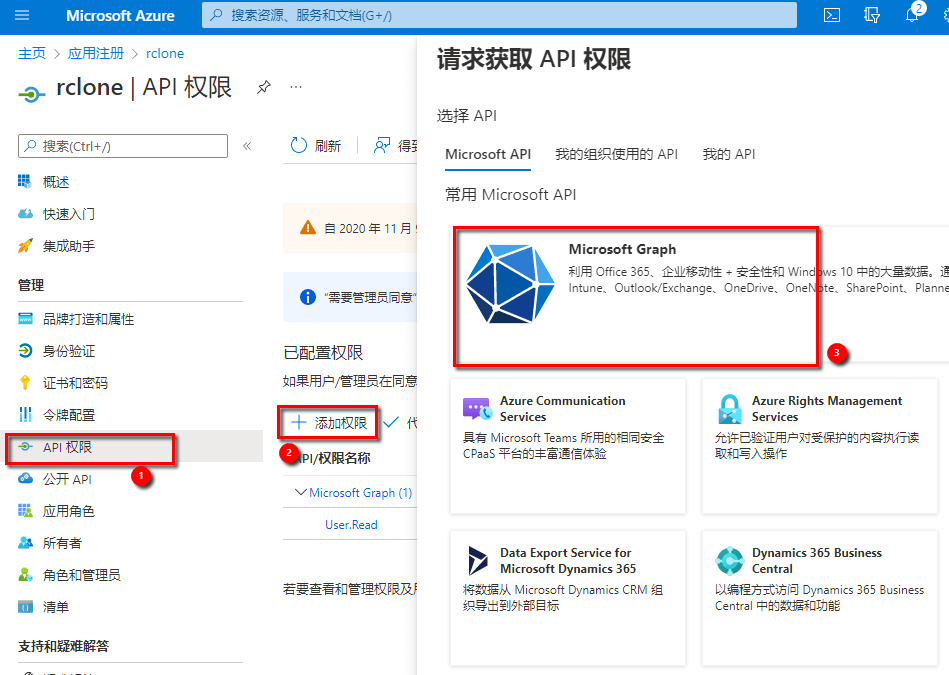 Microsoft Azure
搜索资源、服务和文档(G+/)
2
主页 > 应用注册 > rclone
rclone | API 权限
搜索(Ctrl+/)
概述
快速入门
集成助手
管理
品牌打造和属性
身份验证
证书和密码
令牌配置
API 权限
1
公开 API
应用角色
所有者
角色和管理员
清单
支持和疑难解答
刷新
自 2020 年 11 月
"需要管理员同意"
已配置权限
如果用户/管理员在同意
添加权限
2
API/权限名称
Microsoft Graph (1)
User.Read
若要查看和管理权限及
请求获取 API 权限
选择 API
Microsoft API
我的组织使用的 API
我的 API
常用 Microsoft API
Microsoft Graph
利用 Office 365、企业移动性 + 安全性和 Windows 10 中的大量数据。
Intune、Outlook/Exchange、OneDrive、OneNote、SharePoint、Planne
3
Azure Communication
Services
具有 Microsoft Teams 所用的相同安全
CPaaS 平台的丰富通信体验
Azure Rights Management
Services
允许已验证用户对受保护的内容执行读
取和写入操作
Data Export Service for
Microsoft Dynamics 365
将数据从 Microsoft Dynamics CRM 组
织导出到外部目标
Dynamics 365 Business
Central
以编程方式访问 Dynamics 365 Business
Central 中的数据和功能